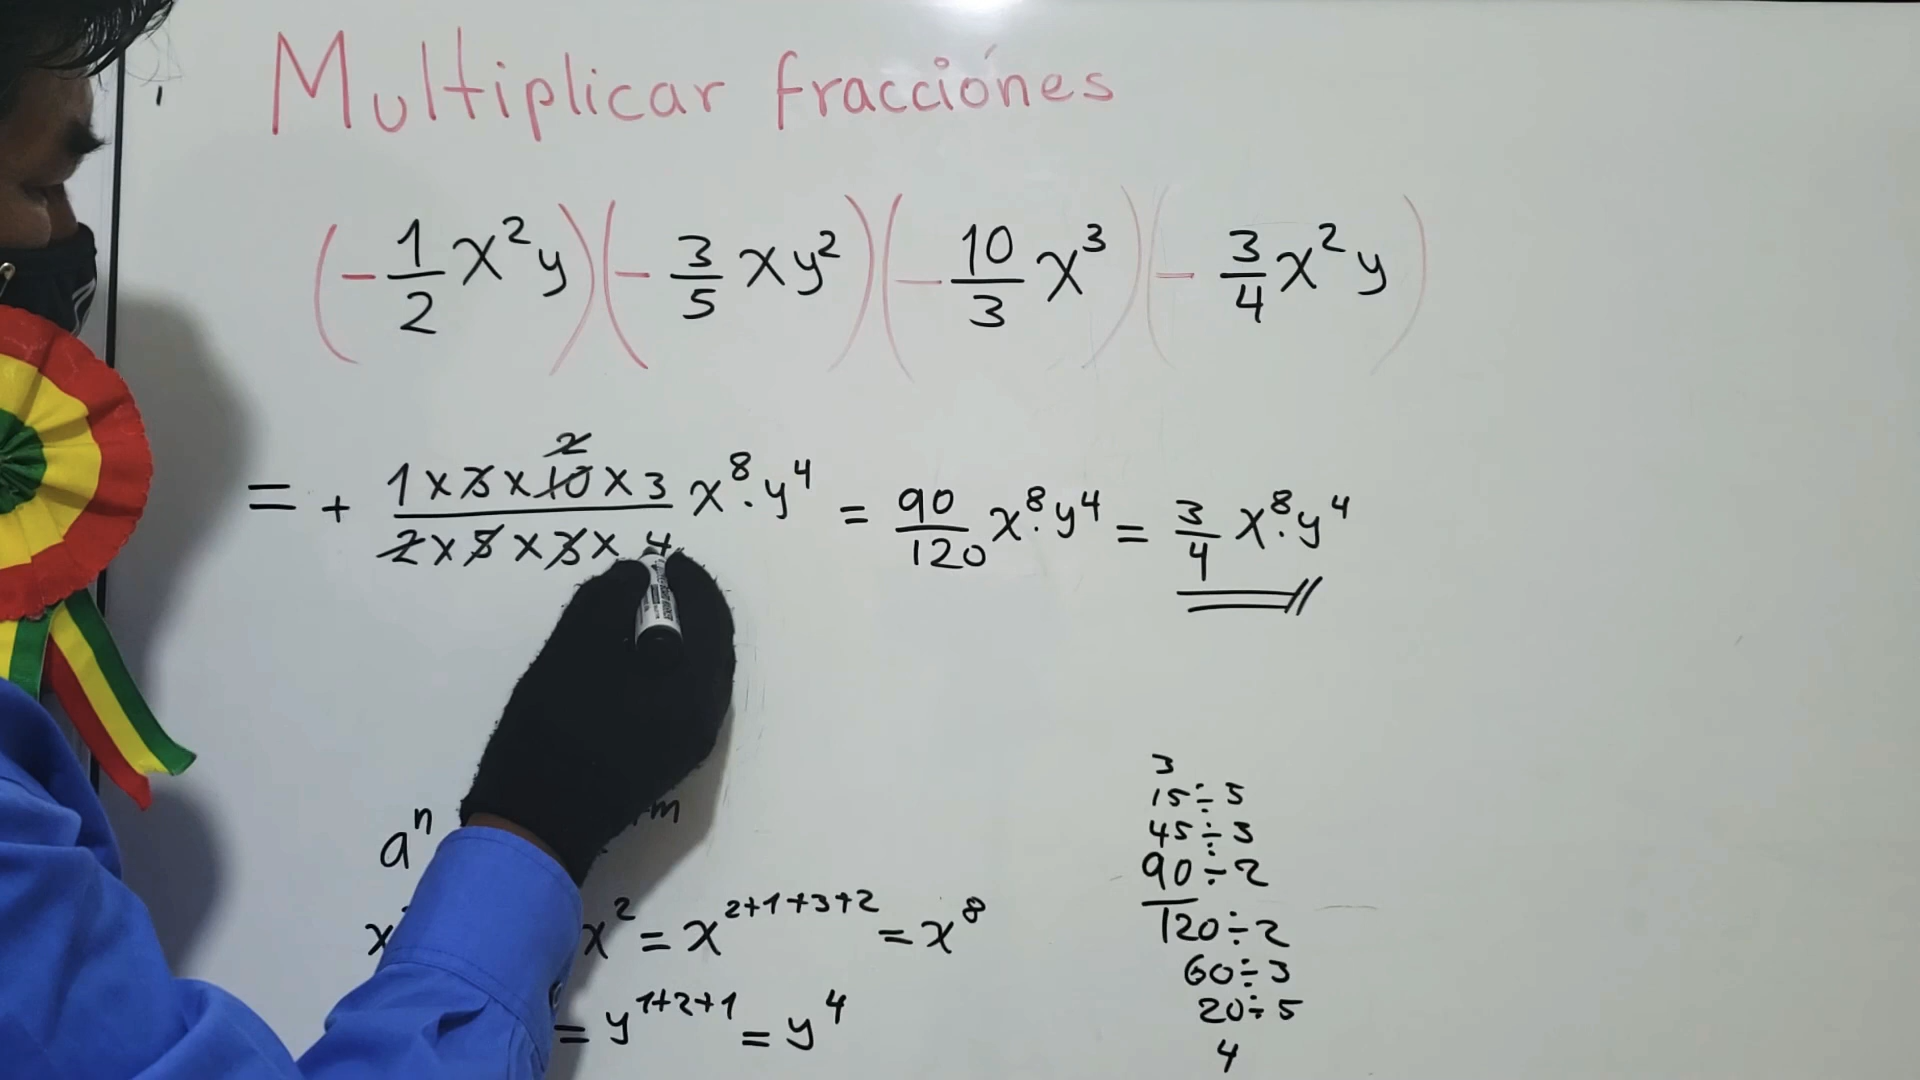 Multiplicar fracciónes
(-1/2 x²y)(-3/5 xy²)(-10/3 x³)(-3/4 x²y)
2
= + 1×3×10×3/2×5×3×4 x⁸·y⁴ = 90/120 x⁸·y⁴ = 3/4 x⁸·y⁴
aⁿ m
x x² = x²⁺¹⁺³⁺² = x⁸
= y¹⁺²⁺¹ = y⁴
3
15÷5
45÷3
90÷2
120÷2
60÷3
20÷5
4